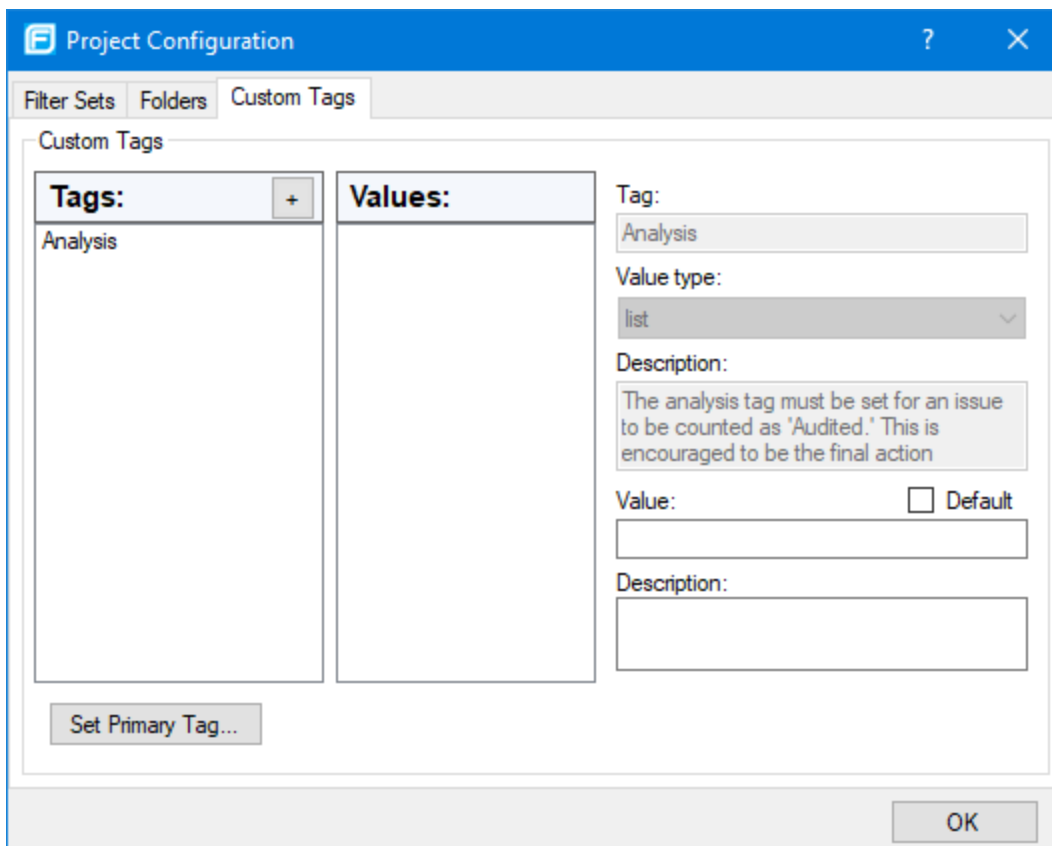 Project Configuration ?
Filter Sets Folders Custom Tags
Custom Tags
Tags: + Values:
Analysis
Tag:
Analysis
Value type:
list
Description:
The analysis tag must be set for an issue
to be counted as 'Audited.' This is
encouraged to be the final action
Value: Default
Description:
Set Primary Tag...
OK